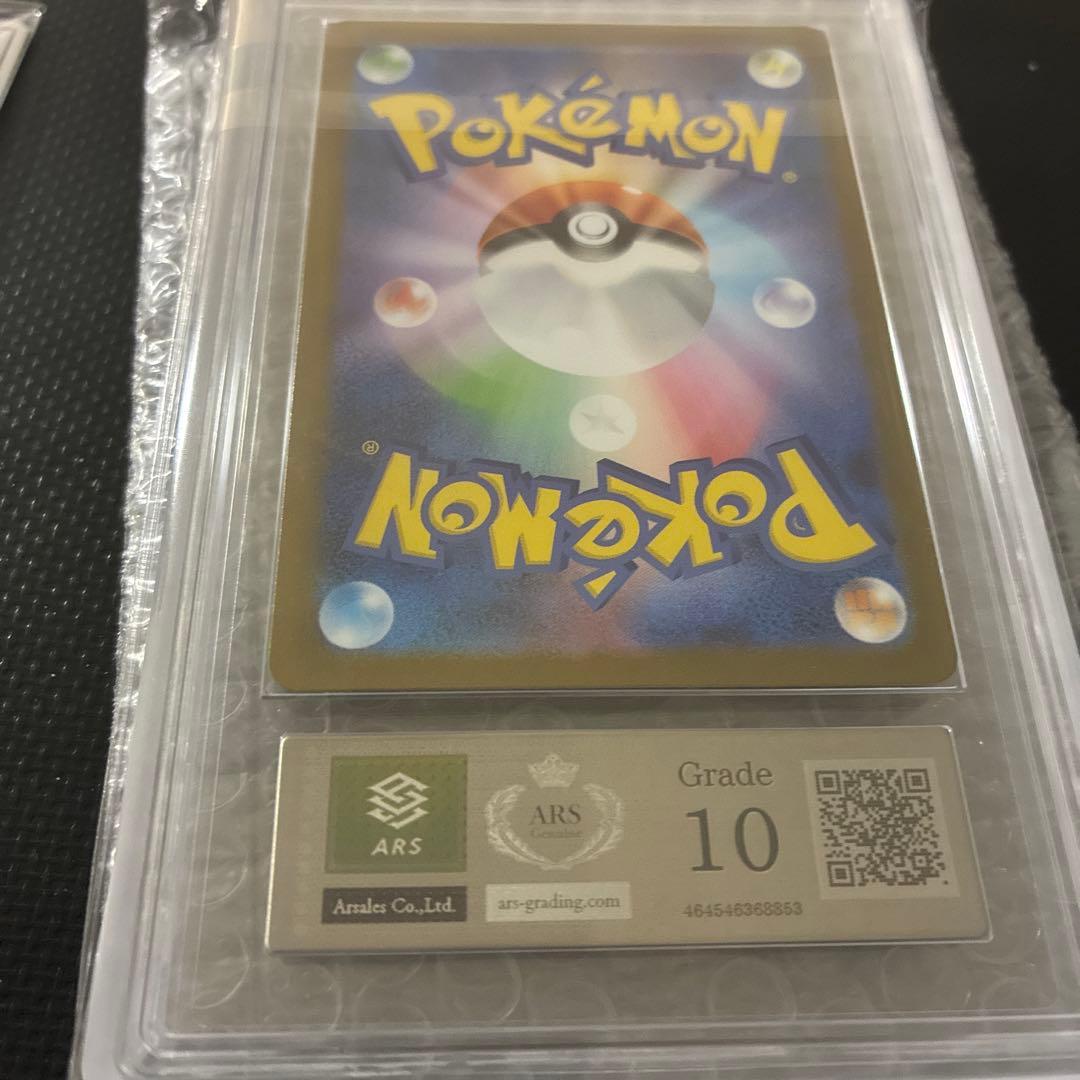 POKéMON
®
®
POKéMON
ARS
Arsales Co.,Ltd.
ARS
Genuine
ars-grading.com
Grade
10
464546368853